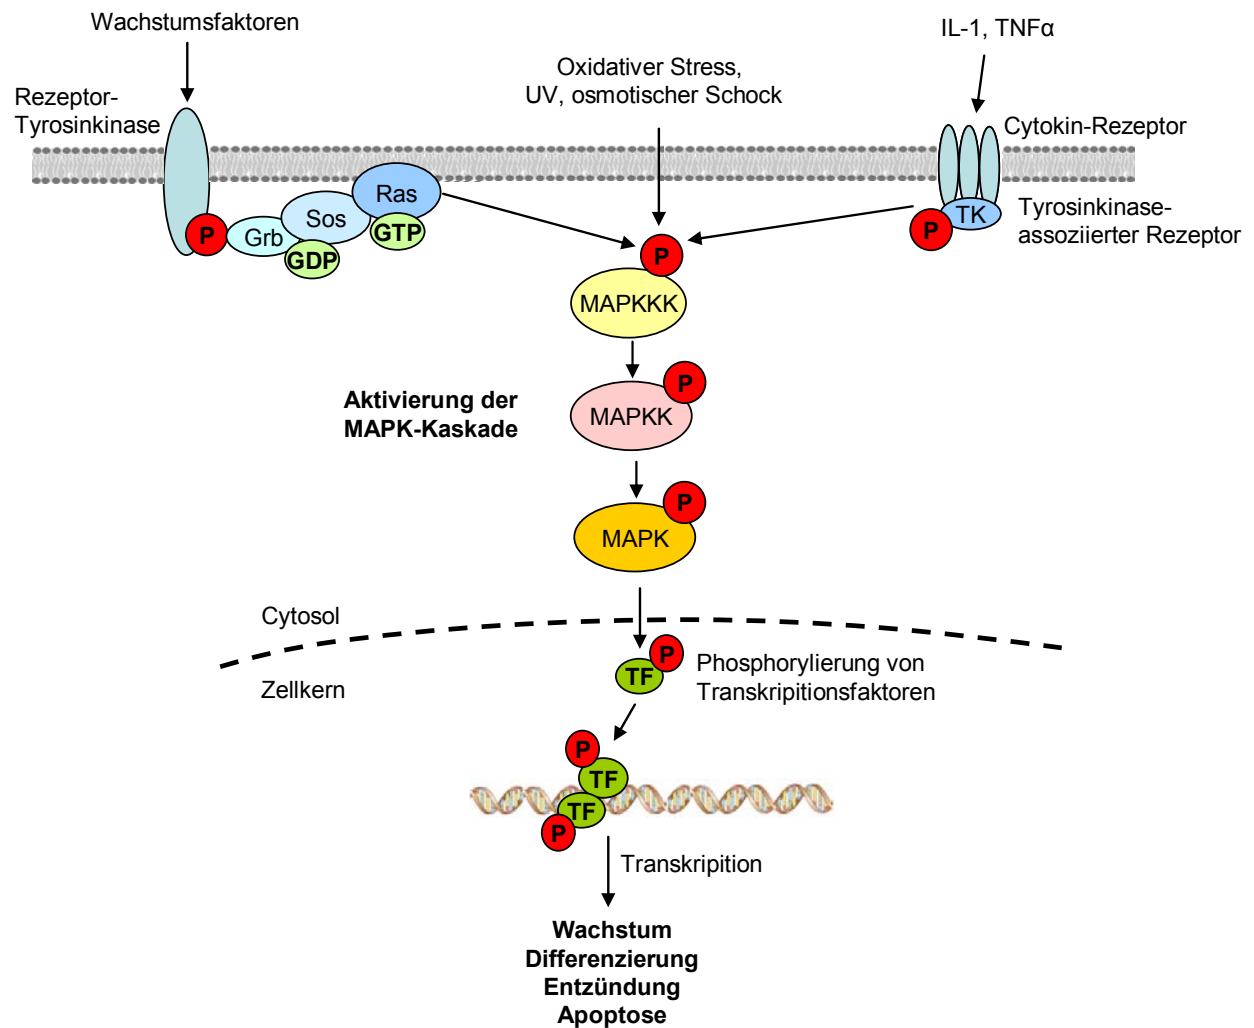 Wachstumsfaktoren
IL-1, TNFα
Oxidativer Stress,
UV, osmotischer Schock
Rezeptor-
Tyrosinkinase
Cytokin-Rezeptor
Ras
Sos
Grb
P
GTP
GDP
TK
P
Tyrosinkinase-
assoziierter Rezeptor
P
MAPKKK
P
Aktivierung der
MAPK-Kaskade
MAPKK
P
MAPK
Cytosol
Zellkern
P
TF
Phosphorylierung von
Transkripitionsfaktoren
P
TF
TF
P
Transkripition
Wachstum
Differenzierung
Entzündung
Apoptose